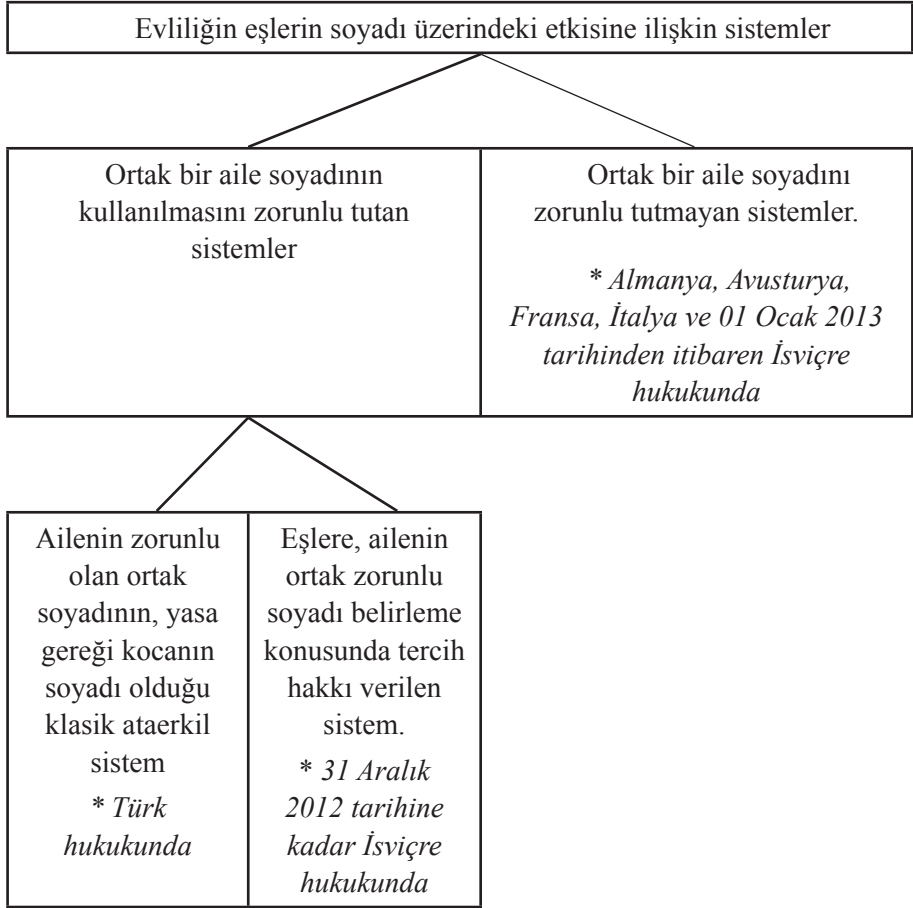 Evliliğin eşlerin soyadı üzerindeki etkisine ilişkin sistemler
Ortak bir aile soyadının
kullanılmasını zorunlu tutan
sistemler
Ortak bir aile soyadını
zorunlu tutmayan sistemler.
* Almanya, Avusturya,
Fransa, İtalya ve 01 Ocak 2013
tarihinden itibaren İsviçre
hukukunda
Ailenin zorunlu
olan ortak
soyadının, yasa
gereği kocanın
soyadı olduğu
klasik ataerkil
sistem
* Türk
hukukunda
Eşlere, ailenin
ortak zorunlu
soyadı belirleme
konusunda tercih
hakkı verilen
sistem.
* 31 Aralık
2012 tarihine
kadar İsviçre
hukukunda